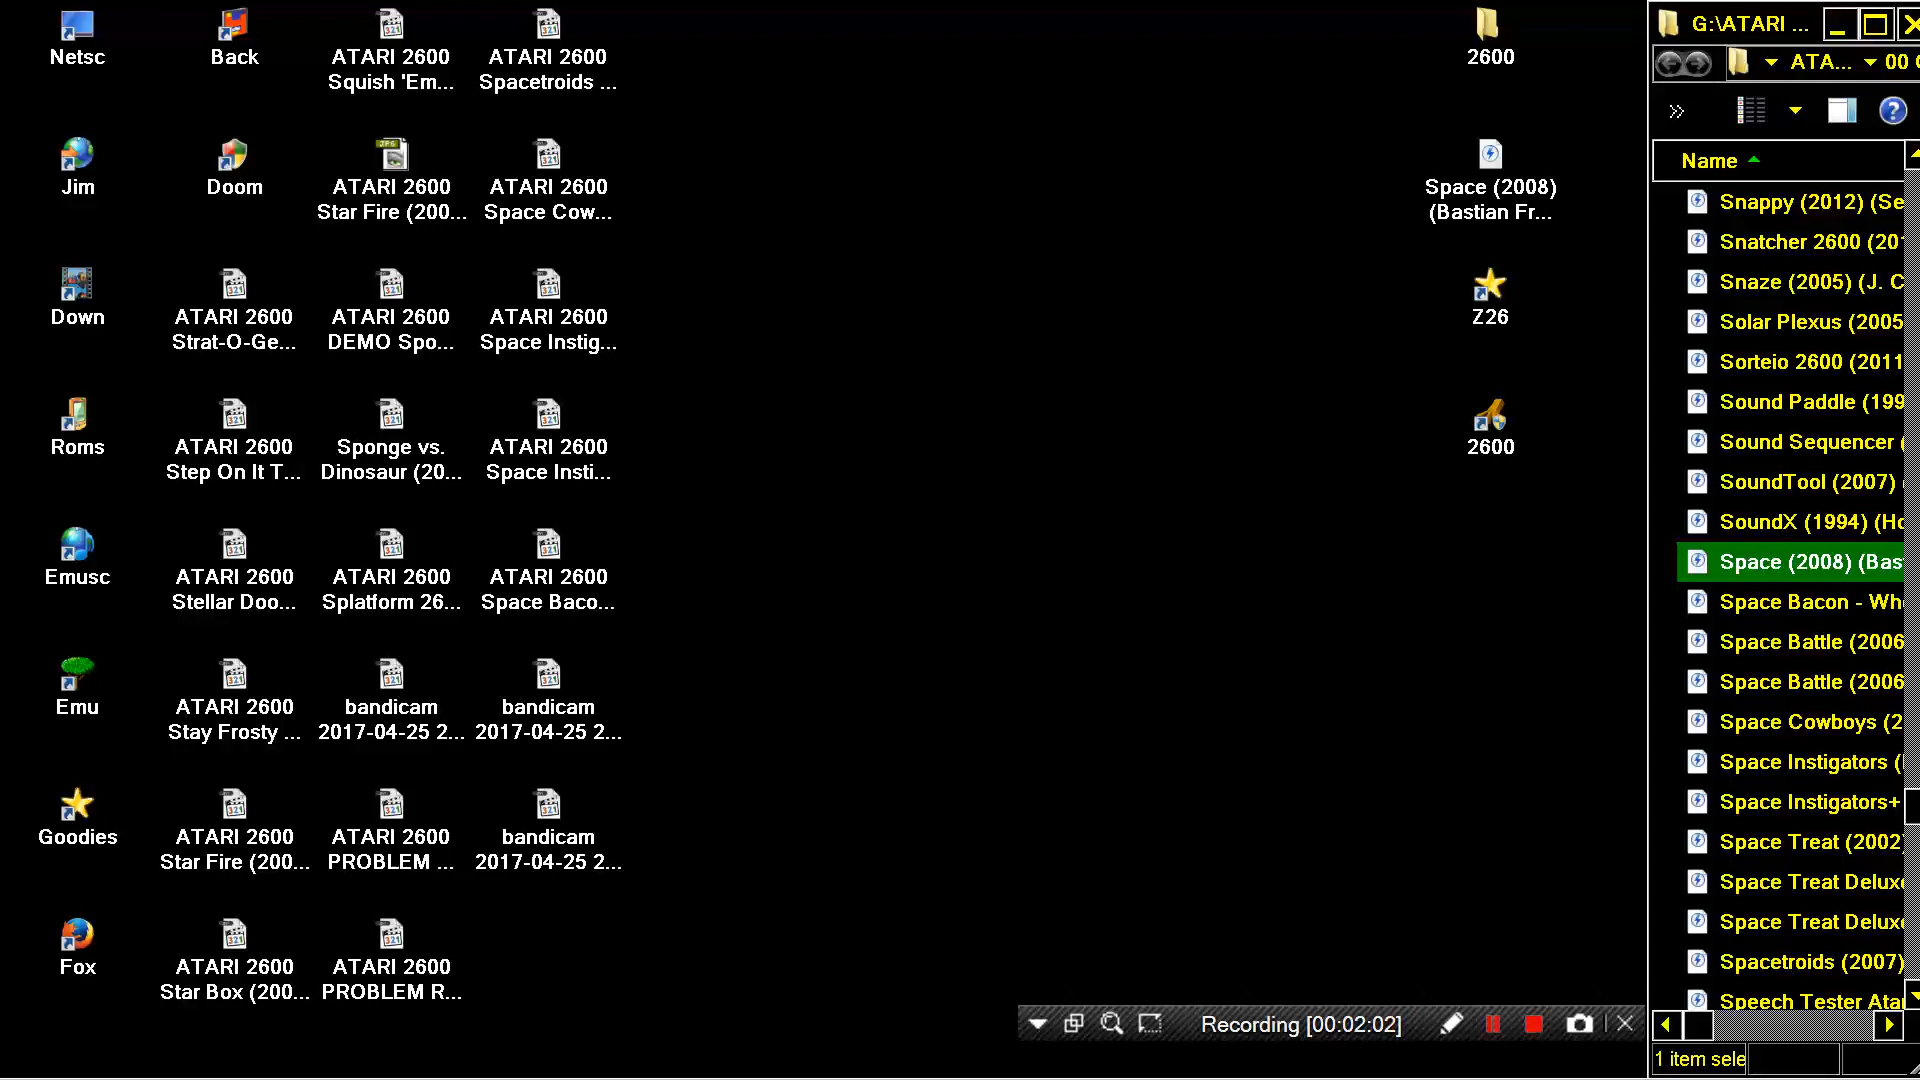 Netsc
Back
ATARI 2600
Squish 'Em...
ATARI 2600
Spacetroids ...
2600
Jim
Doom
ATARI 2600
Star Fire (200...
ATARI 2600
Space Cow...
Space (2008)
(Bastian Fr...
Down
ATARI 2600
Strat-O-Ge...
ATARI 2600
DEMO Spo...
ATARI 2600
Space Instig...
Z26
Roms
ATARI 2600
Step On It T...
Sponge vs.
Dinosaur (20...
ATARI 2600
Space Insti...
2600
Emusc
ATARI 2600
Stellar Doo...
ATARI 2600
Splatform 26...
ATARI 2600
Space Baco...
Emu
ATARI 2600
Stay Frosty ...
bandicam
2017-04-25 2...
bandicam
2017-04-25 2...
Goodies
ATARI 2600
Star Fire (200...
ATARI 2600
PROBLEM ...
bandicam
2017-04-25 2...
Fox
ATARI 2600
Star Box (200...
ATARI 2600
PROBLEM R...
Recording [00:02:02]
G:\ATARI ...
ATA... 00
Name
Snappy (2012) (Se
Snatcher 2600 (201
Snaze (2005) (J. C
Solar Plexus (2005
Sorteio 2600 (2011
Sound Paddle (199
Sound Sequencer (
SoundTool (2007)
SoundX (1994) (Ho
Space (2008) (Bas
Space Bacon - Wh
Space Battle (2006
Space Battle (2006
Space Cowboys (2
Space Instigators (
Space Instigators+
Space Treat (2002)
Space Treat Deluxe
Space Treat Deluxe
Spacetroids (2007)
Speech Tester Atar
1 item sele